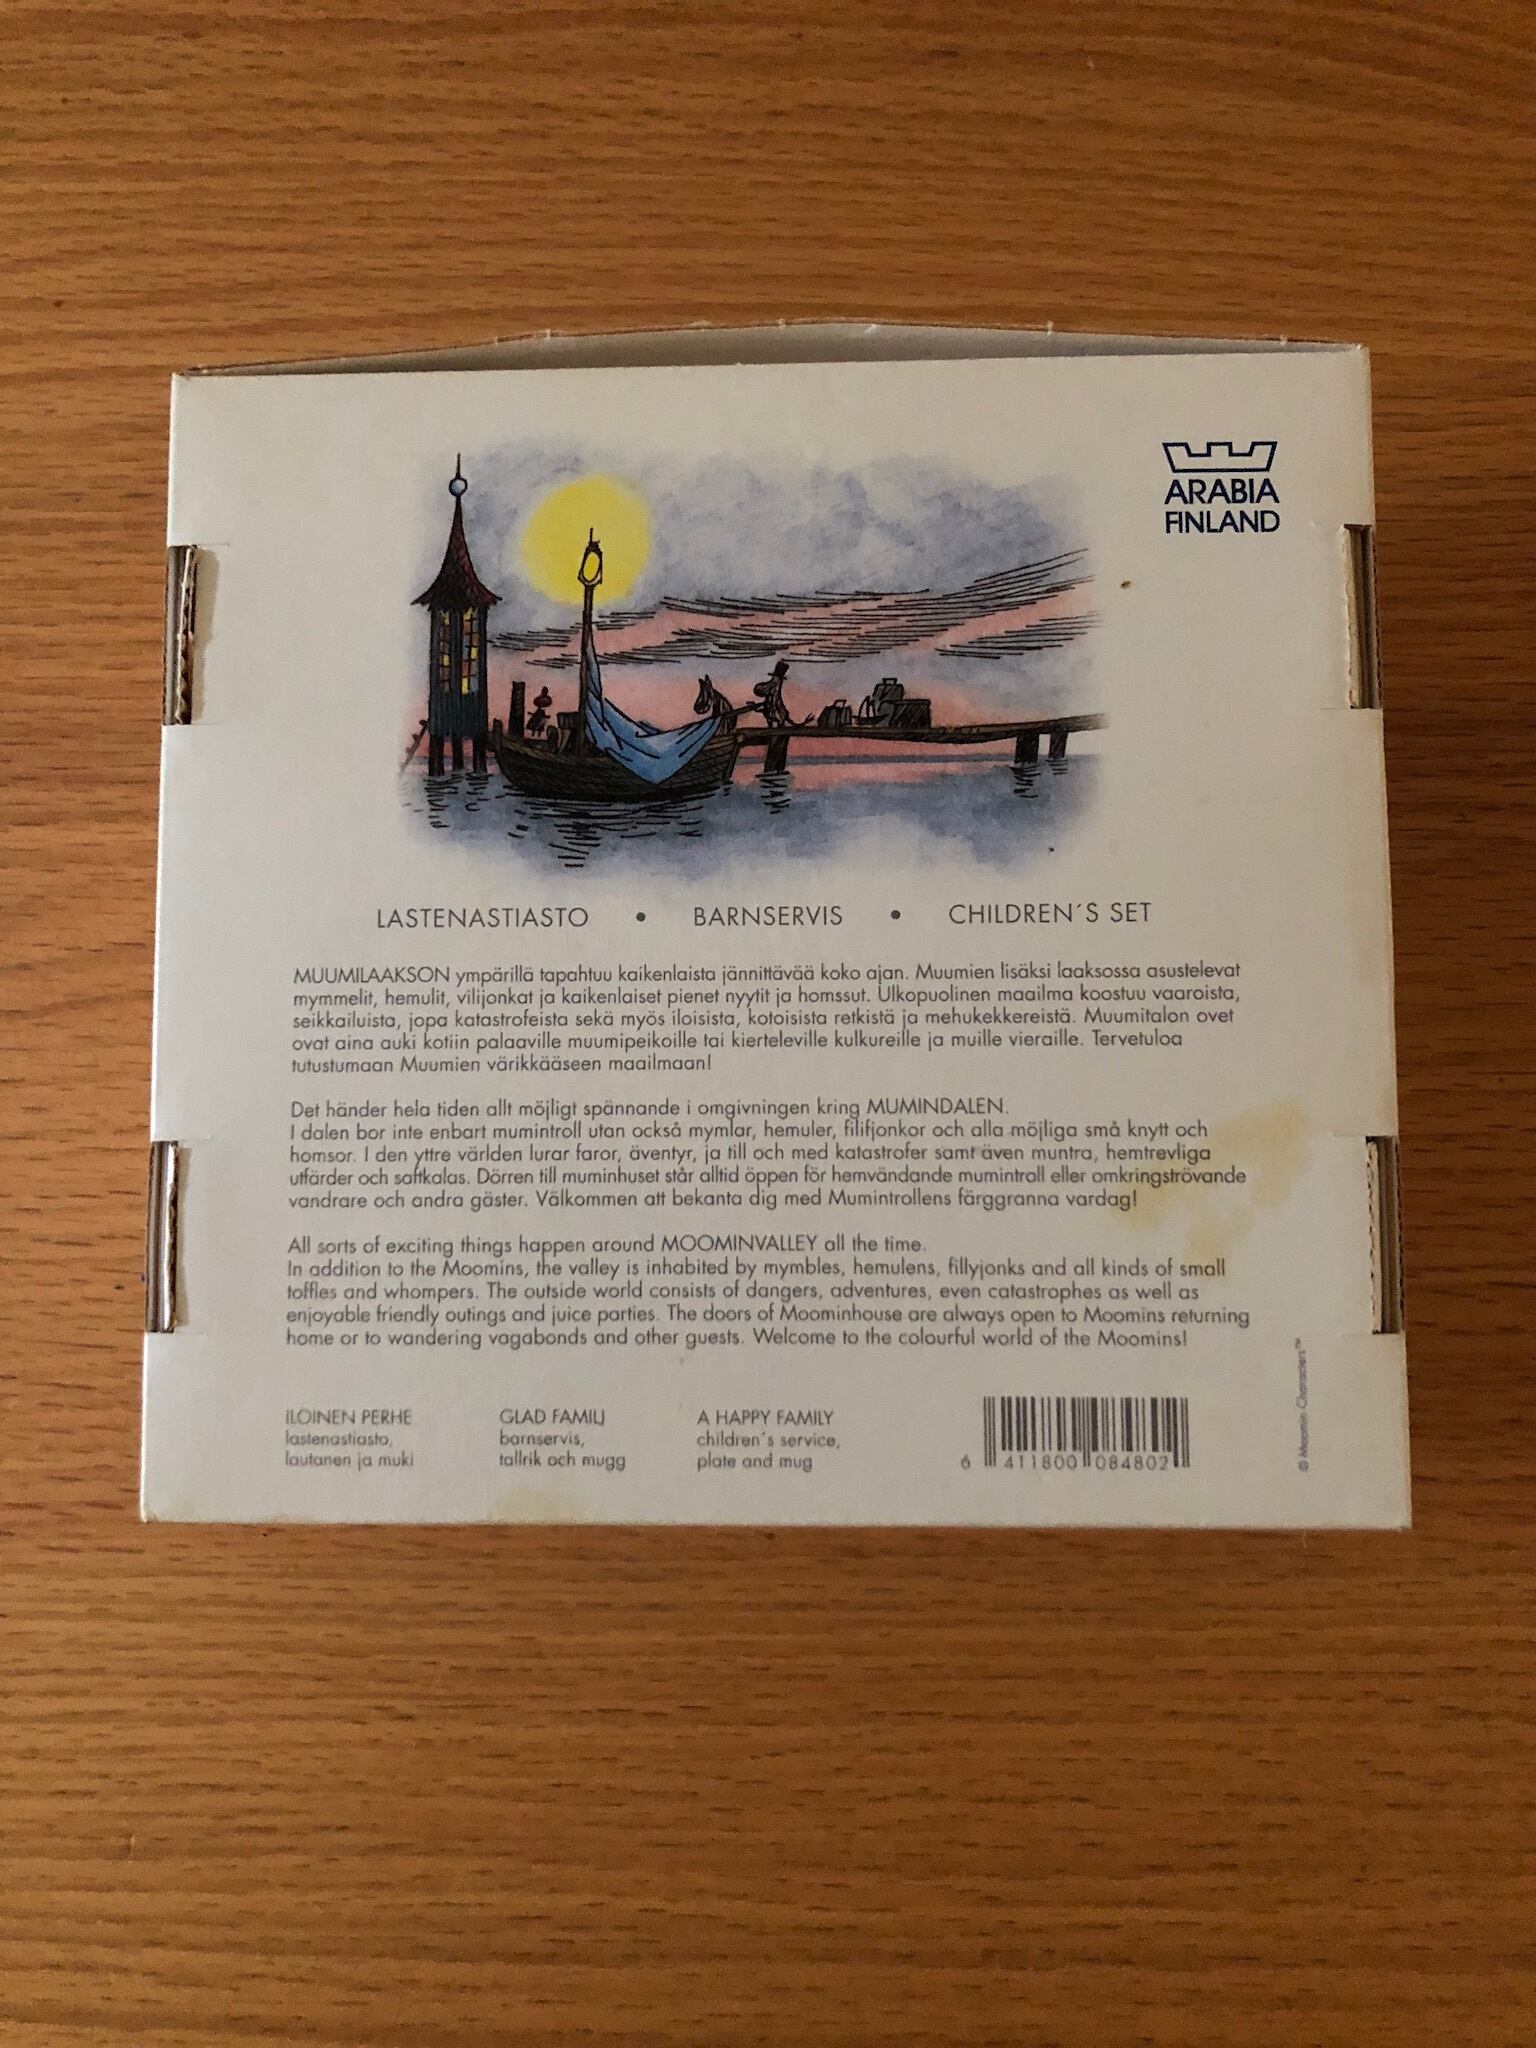 ARABIA
FINLAND
LASTENASTIASTO • BARNSERVIS • CHILDREN´S SET
MUUMILAAKSON ympärillä tapahtuu kaikenlaista jännittävää koko ajan. Muumien lisäksi laaksossa asustelevat
mymmelit, hemulit, vilijonkat ja kaikenlaiset pienet nyytit ja homssut. Ulkopuolinen maailma koostuu vaaroista,
seikkailuista, jopa katastrofeista sekä myös iloisista, kotoisista retkistä ja mehukekkereistä. Muumitalon ovet
ovat aina auki kotiin palaaville muumipeikoille tai kierteleville kulkureille ja muille vieraille. Tervetuloa
tutustumaan Muumien värikkääseen maailmaan!
Det händer hela tiden allt möjligt spännande i omgivningen kring MUMINDALEN.
I dalen bor inte enbart mumintroll utan också mymlar, hemuler, filifjonkor och alla möjliga små knytt och
homsor. I den yttre världen lurar faror, äventyr, ja till och med katastrofer samt även muntra, hemtrevliga
utfärder och saftkalas. Dörren till muminhuset står alltid öppen för hemvändande mumintroll eller omkringströvande
vandrare och andra gäster. Välkommen att bekanta dig med Mumintrollens färggranna vardag!
All sorts of exciting things happen around MOOMINVALLEY all the time.
In addition to the Moomins, the valley is inhabited by mymbles, hemulens, fillyjonks and all kinds of small
toffles and whompers. The outside world consists of dangers, adventures, even catastrophes as well as
enjoyable friendly outings and juice parties. The doors of Moominhouse are always open to Moomins returning
home or to wandering vagabonds and other guests. Welcome to the colourful world of the Moomins!
ILOINEN PERHE
lastenastiasto,
lautanen ja muki
GLAD FAMILJ
barnservis,
tallrik och mugg
A HAPPY FAMILY
children´s service,
plate and mug
6 411800 084802
© Moomin Characters™